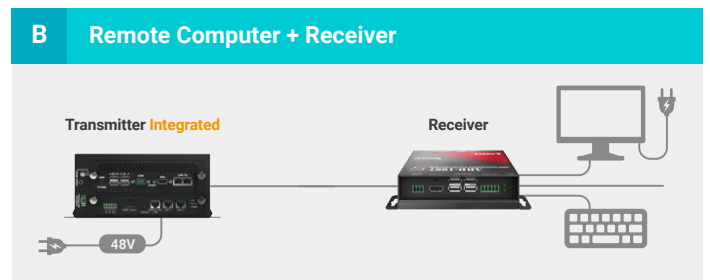 B Remote Computer + Receiver
Transmitter Integrated
Receiver
48V